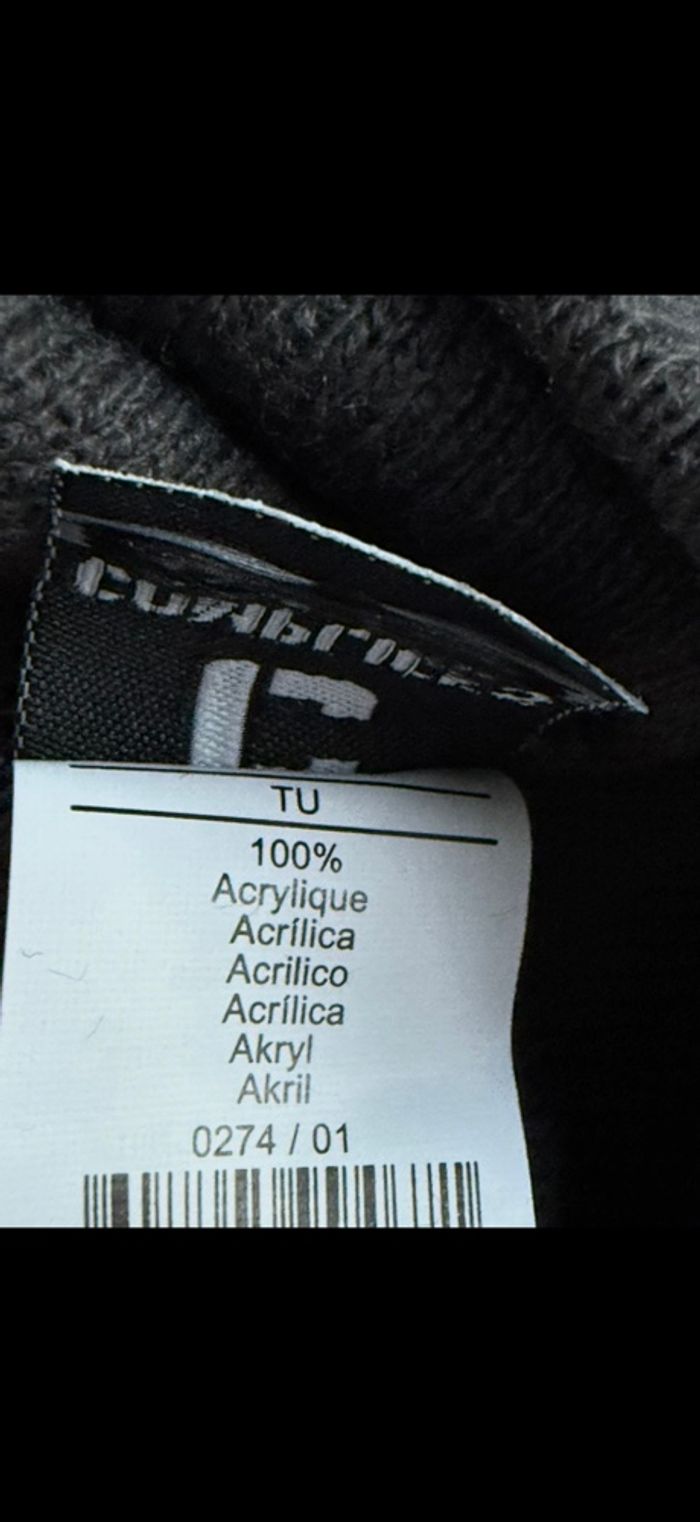 TU
100%
Acrylique
Acrílica
Acrilico
Acrílica
Akryl
Akril
0274 / 01